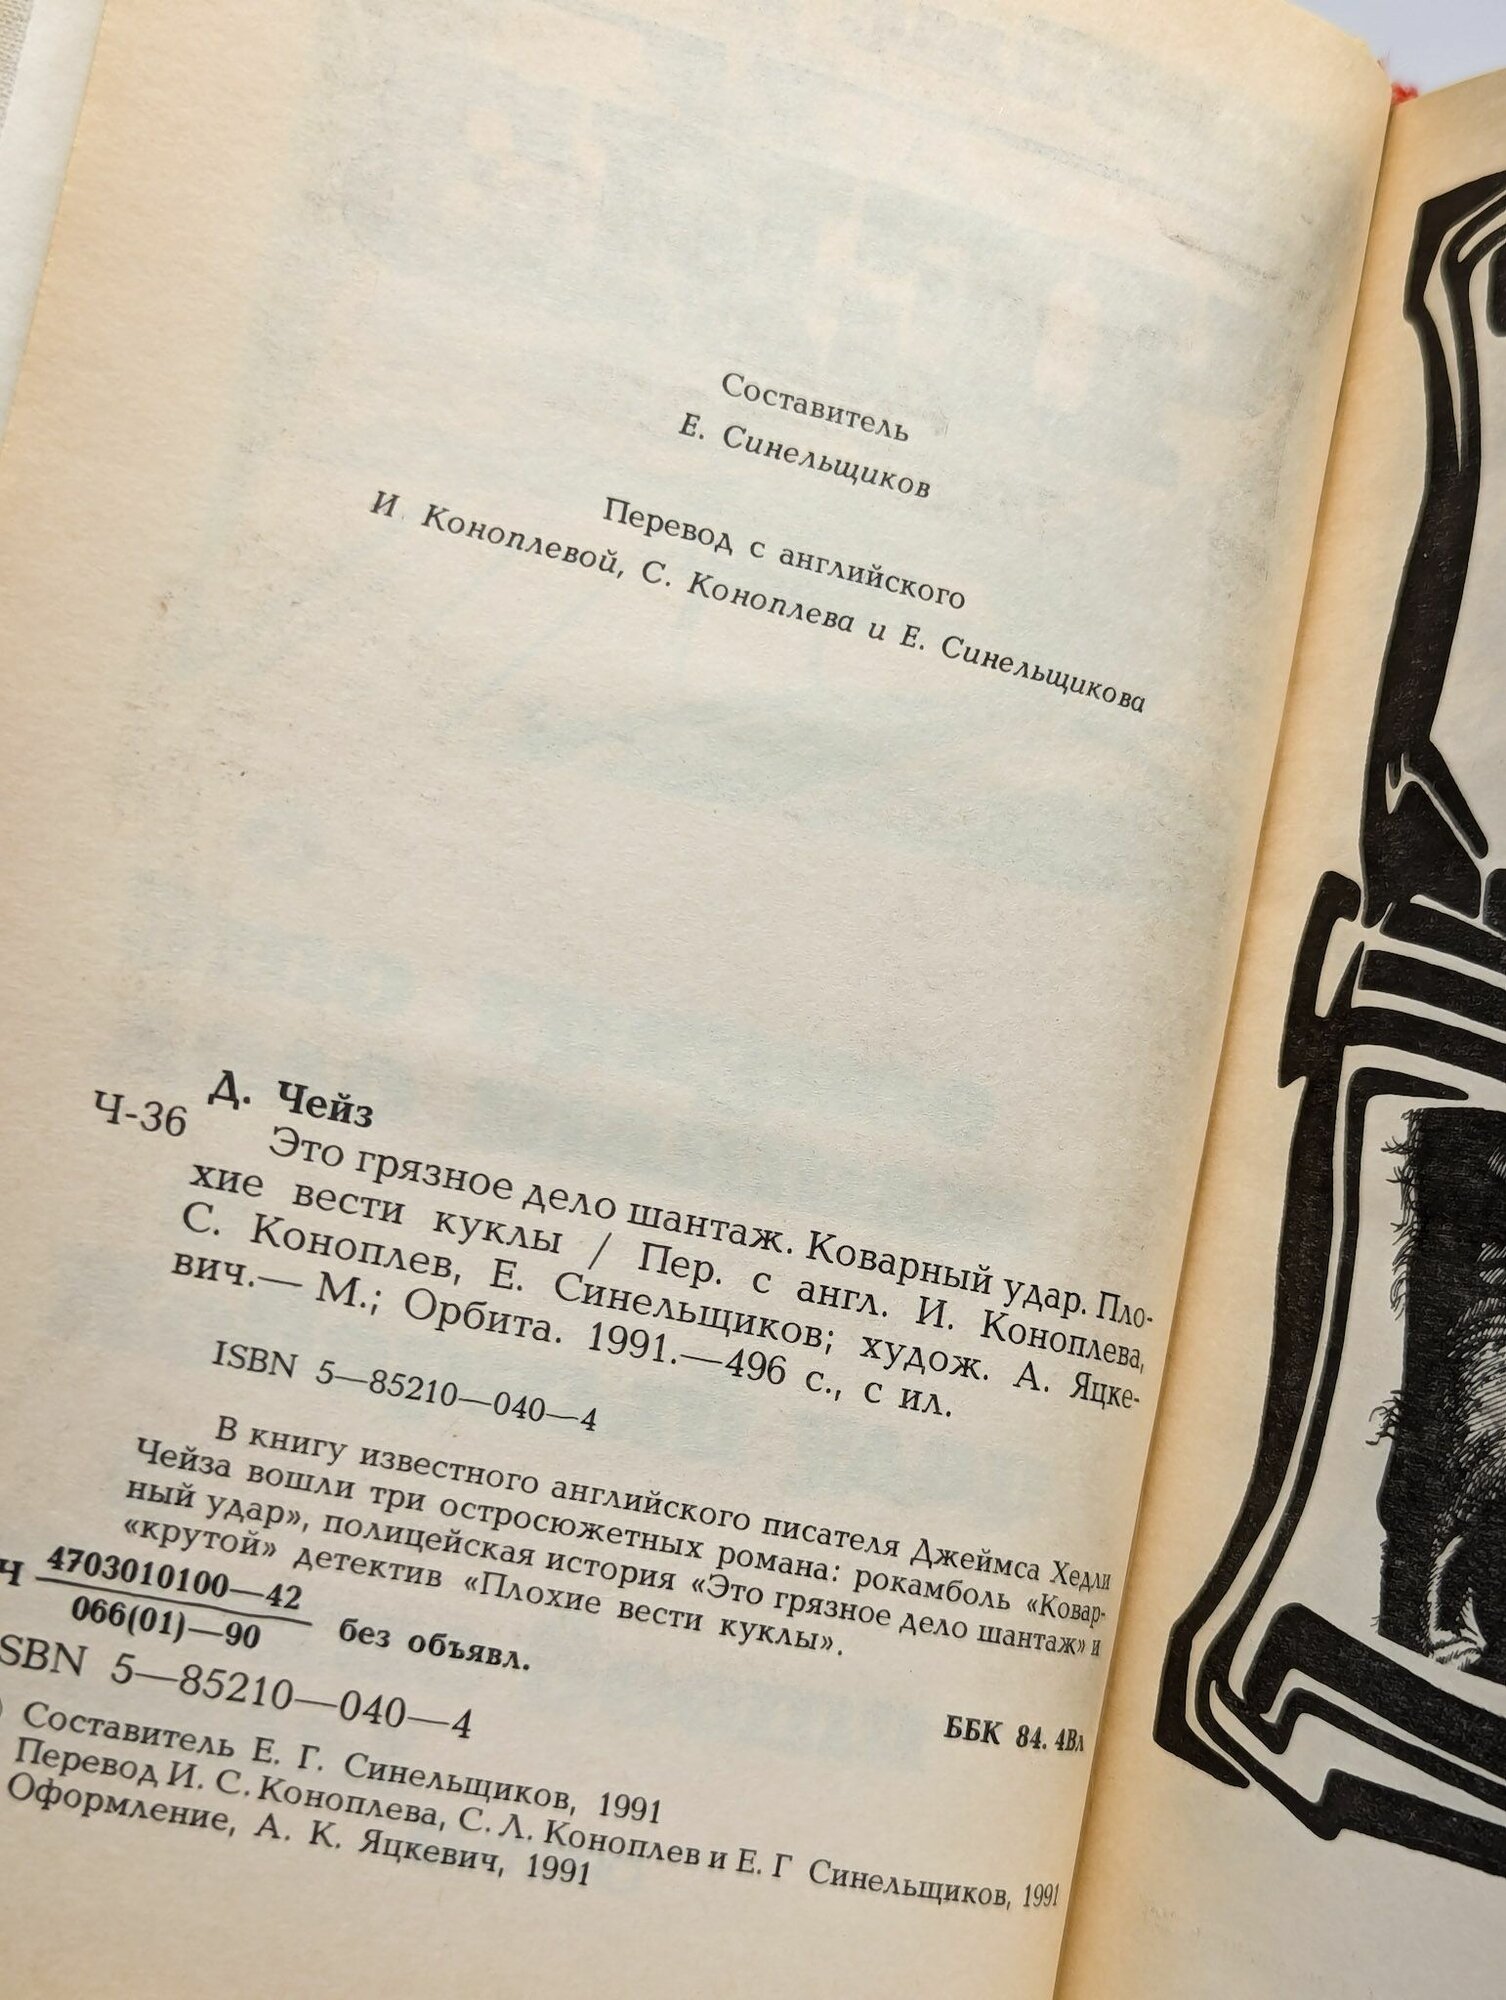 Составитель
Е. Синельщиков
Перевод с английского
И. Коноплевой, С. Коноплева и Е. Синельщикова
Д. Чейз
Ч-36
Это грязное дело шантаж. Коварный удар. Пло-
хие вести куклы / Пер. с англ. И. Коноплева,
С. Коноплев, Е. Синельщиков; худож. А. Яцке-
вич.— М.; Орбита. 1991.—496 с., с ил.
ISBN 5—85210—040—4
В книгу известного английского писателя Джеймса Хедли
Чейза вошли три остросюжетных романа: рокамболь «Ковар-
ный удар», полицейская история «Это грязное дело шантаж» и
«крутой» детектив «Плохие вести куклы».
Ч 4703010100—42
066(01)—90 без объявл.
ББК 84.4Вл
SBN 5—85210—040—4
) Составитель Е. Г. Синельщиков, 1991
Перевод И. С. Коноплева, С. Л. Коноплев и Е. Г Синельщиков, 1991
Оформление, А. К. Яцкевич, 1991